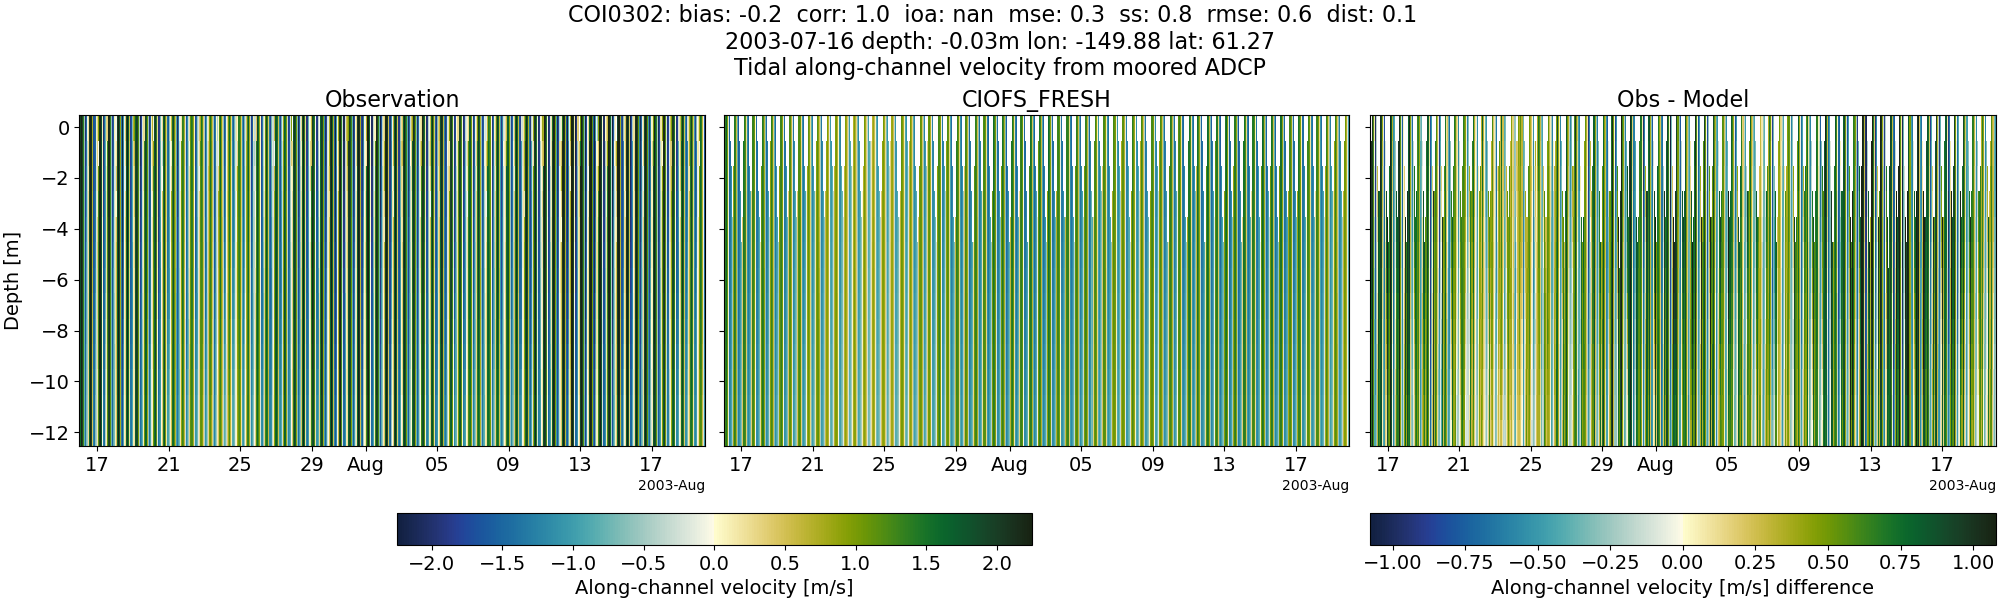 COI0302: bias: -0.2  corr: 1.0  ioa: nan  mse: 0.3  ss: 0.8  rmse: 0.6  dist: 0.1
2003-07-16 depth: -0.03m lon: -149.88 lat: 61.27
Tidal along-channel velocity from moored ADCP
Observation
CIOFS_FRESH
Obs - Model
Depth [m]
0
−2
−4
−6
−8
−10
−12
17 21 25 29 Aug 05 09 13 17
2003-Aug
17 21 25 29 Aug 05 09 13 17
2003-Aug
17 21 25 29 Aug 05 09 13 17
2003-Aug
−2.0 −1.5 −1.0 −0.5 0.0 0.5 1.0 1.5 2.0
Along-channel velocity [m/s]
−1.00 −0.75 −0.50 −0.25 0.00 0.25 0.50 0.75 1.00
Along-channel velocity [m/s] difference